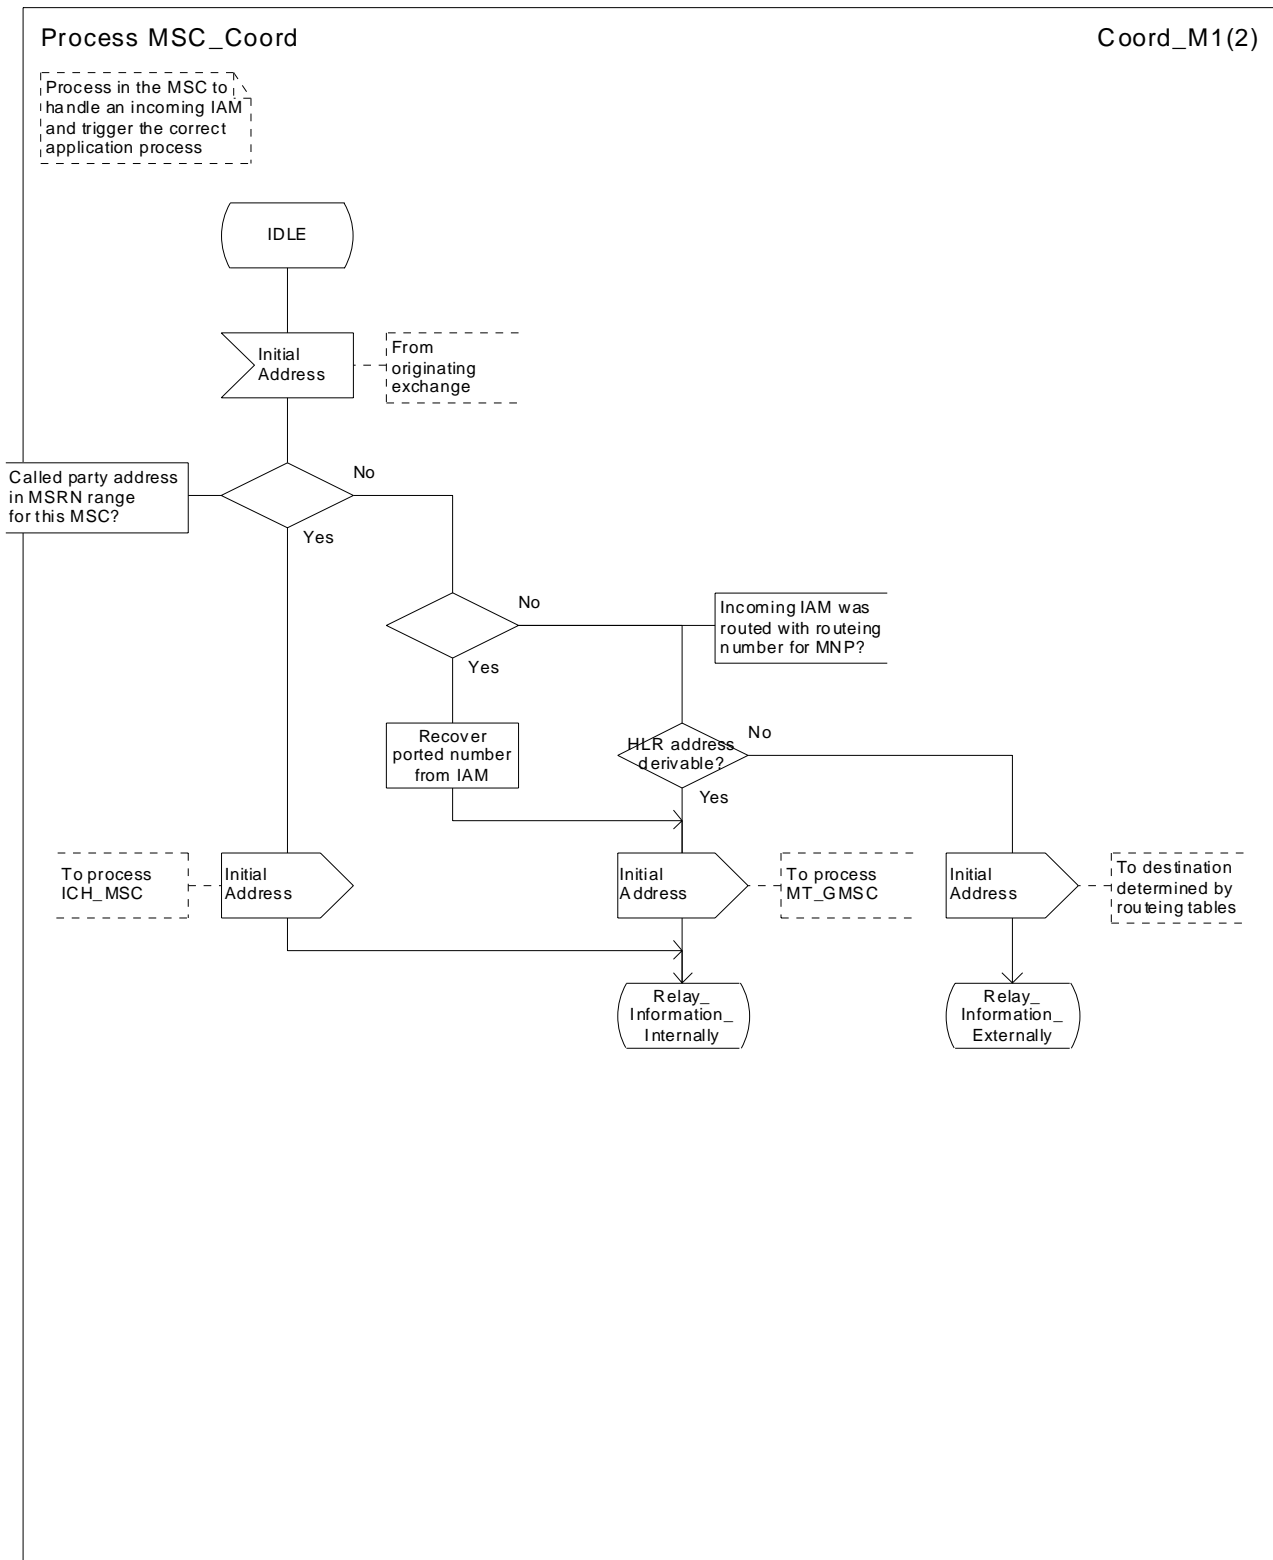 Process MSC_Coord
Coord_M1(2)
Process in the MSC to
handle an incoming IAM
and trigger the correct
application process
IDLE
Initial
Address
From
originating
exchange
Called party address
in MSRN range
for this MSC?
No
Yes
No
Yes
Incoming IAM was
routed with routeing
number for MNP?
Recover
ported number
from IAM
HLR address
derivable?
No
Yes
To process
ICH_MSC
Initial
Address
Initial
Address
To process
MT_GMSC
Initial
Address
To destination
determined by
routeing tables
Relay_
Information_
Internally
Relay_
Information_
Externally